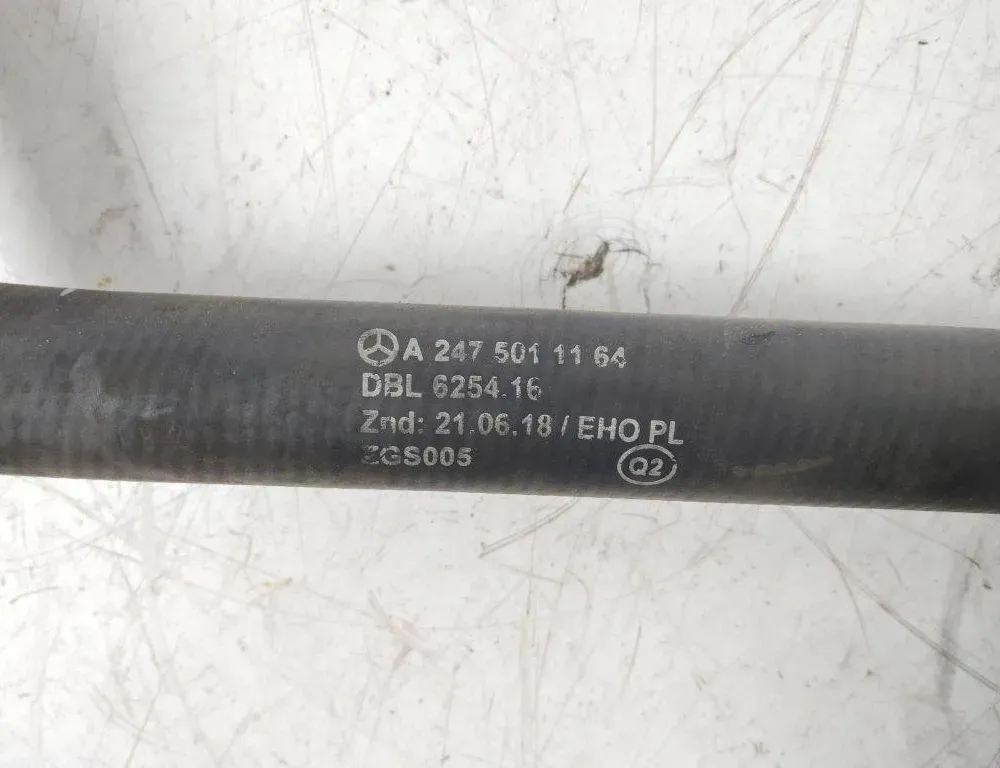 A 247 501 11 64
DBL 6254.16
Znd: 21.06.18 / EHO PL
ZGS005
Q2